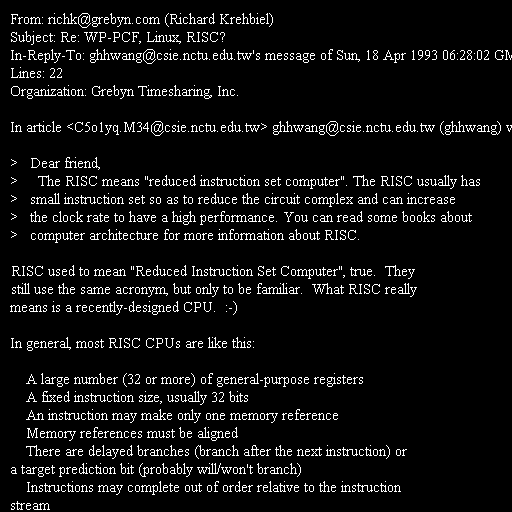 From: richk@grebyn.com (Richard Krehbiel)
Subject: Re: WP-PCF, Linux, RISC?
In-Reply-To: ghhwang@csie.nctu.edu.tw's message of Sun, 18 Apr 1993 06:28:02 GM
Lines: 22
Organization: Grebyn Timesharing, Inc.

In article <C5o1yq.M34@csie.nctu.edu.tw> ghhwang@csie.nctu.edu.tw (ghhwang) w

> Dear friend,
> The RISC means "reduced instruction set computer". The RISC usually has
> small instruction set so as to reduce the circuit complex and can increase
> the clock rate to have a high performance. You can read some books about
> computer architecture for more information about RISC.

RISC used to mean "Reduced Instruction Set Computer", true. They
still use the same acronym, but only to be familiar. What RISC really
means is a recently-designed CPU. :-)

In general, most RISC CPUs are like this:

A large number (32 or more) of general-purpose registers
A fixed instruction size, usually 32 bits
An instruction may make only one memory reference
Memory references must be aligned
There are delayed branches (branch after the next instruction) or
a target prediction bit (probably will/won't branch)
Instructions may complete out of order relative to the instruction
stream